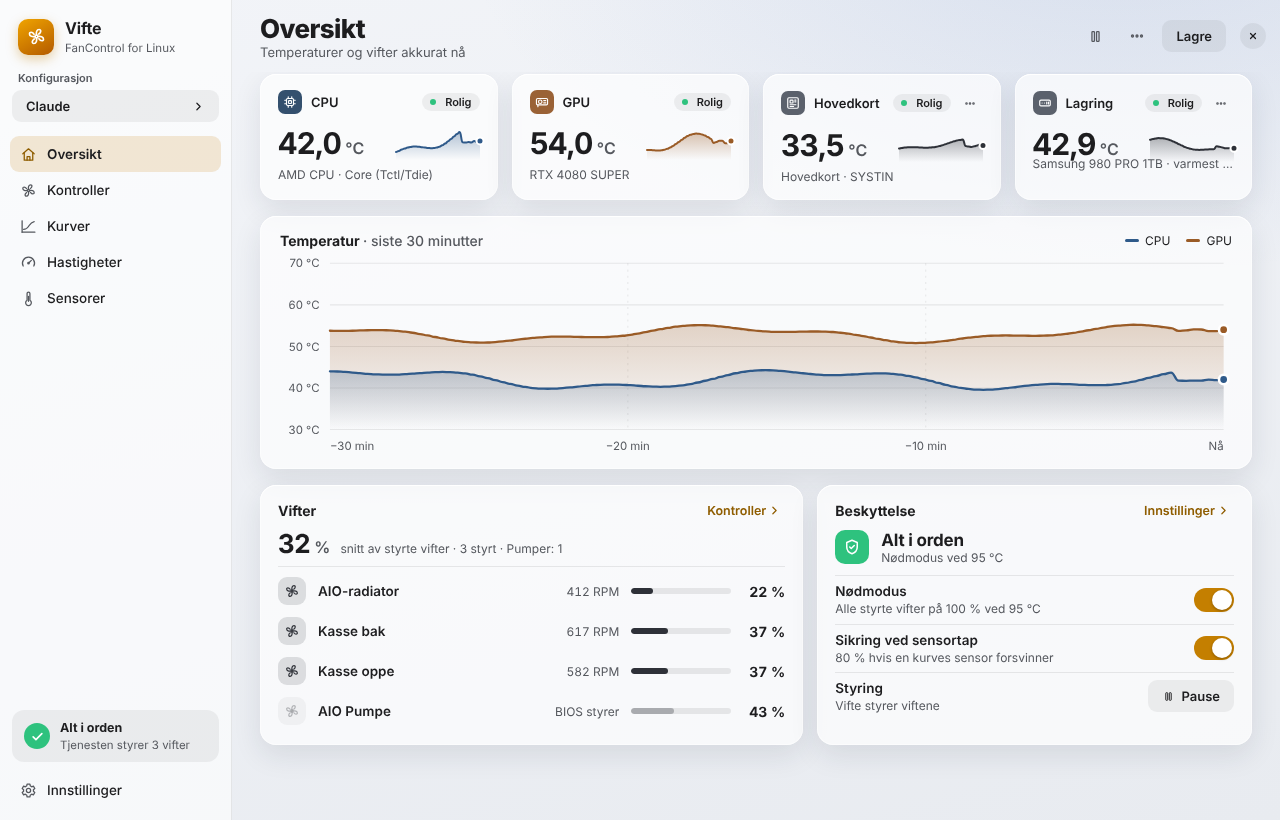 Vifte
FanControl for Linux
Konfigurasjon
Claude
Oversikt
Kontroller
Kurver
Hastigheter
Sensorer
Alt i orden
Tjenesten styrer 3 vifter
Innstillinger
Oversikt
Temperaturer og vifter akkurat nå
Lagre
CPU
Rolig
42,0 °C
AMD CPU · Core (Tctl/Tdie)
GPU
Rolig
54,0 °C
RTX 4080 SUPER
Hovedkort
Rolig
33,5 °C
Hovedkort · SYSTIN
Lagring
Rolig
42,9 °C
Samsung 980 PRO 1TB · varmest ...
Temperatur · siste 30 minutter
CPU
GPU
70 °C
60 °C
50 °C
40 °C
30 °C
−30 min
−20 min
−10 min
Nå
Vifter
Kontroller
32 % snitt av styrte vifter · 3 styrt · Pumper: 1
AIO-radiator 412 RPM 22 %
Kasse bak 617 RPM 37 %
Kasse oppe 582 RPM 37 %
AIO Pumpe BIOS styrer 43 %
Beskyttelse
Innstillinger
Alt i orden
Nødmodus ved 95 °C
Nødmodus
Alle styrte vifter på 100 % ved 95 °C
Sikring ved sensortap
80 % hvis en kurves sensor forsvinner
Styring
Vifte styrer viftene
Pause